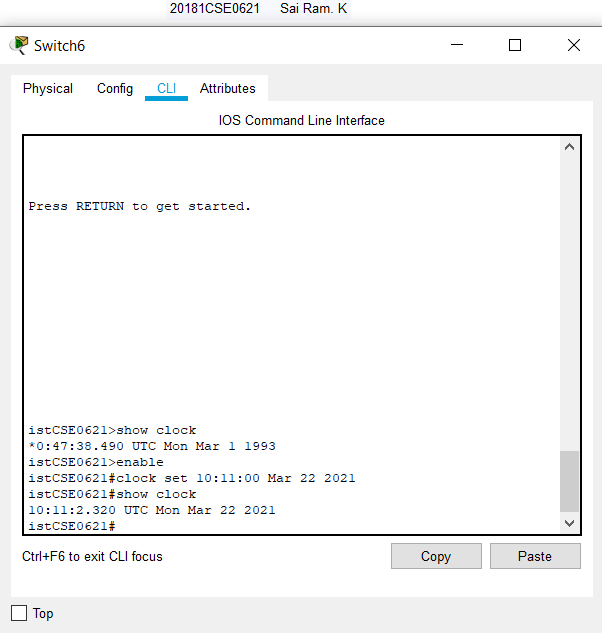 20181CSE0621 Sai Ram. K
Switch6
Physical Config CLI Attributes
IOS Command Line Interface
Press RETURN to get started.
istCSE0621>show clock
*0:47:38.490 UTC Mon Mar 1 1993
istCSE0621>enable
istCSE0621#clock set 10:11:00 Mar 22 2021
istCSE0621#show clock
10:11:2.320 UTC Mon Mar 22 2021
istCSE0621#
Ctrl+F6 to exit CLI focus
Copy Paste
Top